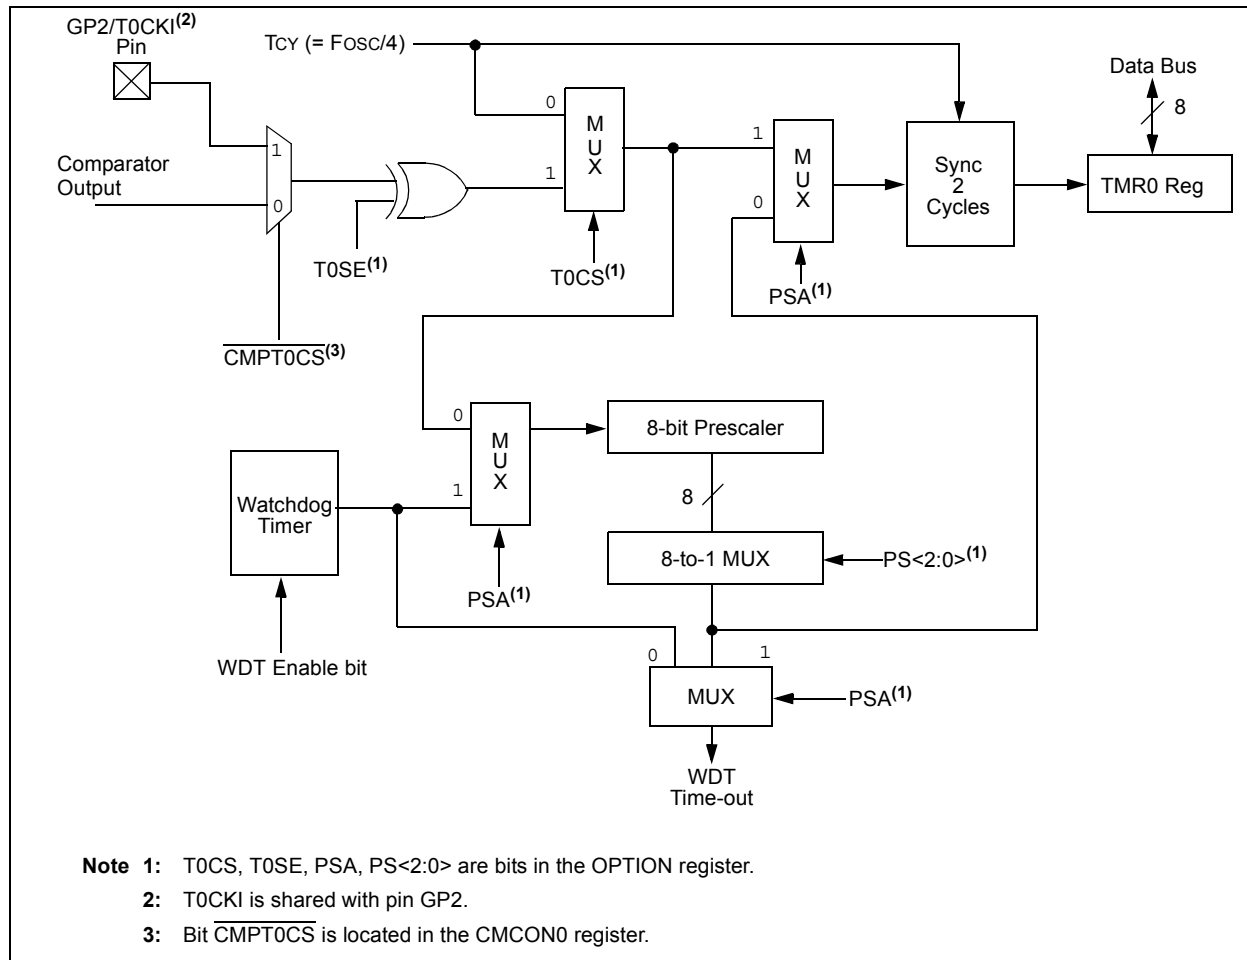 GP2/T0CKI(2)
Pin
TCY (= FOSC/4)
Data Bus
8
0
MUX
1
1
MUX
0
Sync
2
Cycles
TMR0 Reg
Comparator
Output
1
0
T0SE(1)
T0CS(1)
PSA(1)
CMPT0CS(3)
0
MUX
1
8-bit Prescaler
Watchdog
Timer
8
8-to-1 MUX
PS<2:0>(1)
PSA(1)
WDT Enable bit
0
1
MUX
PSA(1)
WDT
Time-out
Note 1: T0CS, T0SE, PSA, PS<2:0> are bits in the OPTION register.
2: T0CKI is shared with pin GP2.
3: Bit CMPT0CS is located in the CMCON0 register.